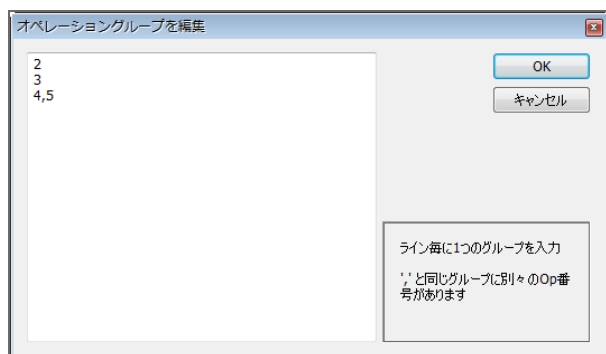 オペレーショングループを編集
2
3
4,5
OK
キャンセル
ライン毎に1つのグループを入力
','と同じグループに別々のOp番
号があります